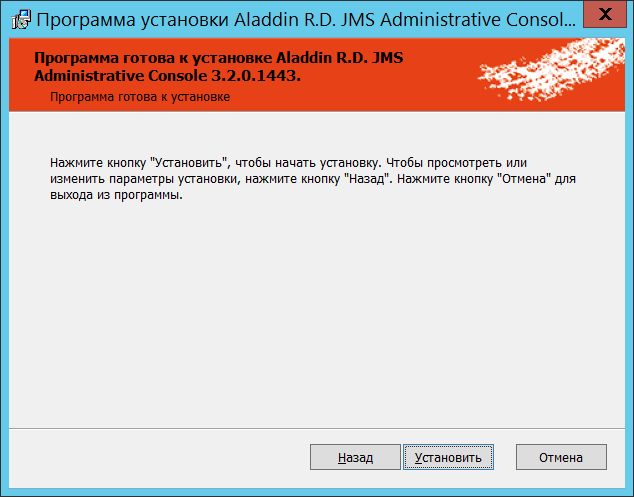 Программа установки Aladdin R.D. JMS Administrative Consol...
Программа готова к установке Aladdin R.D. JMS
Administrative Console 3.2.0.1443.
Программа готова к установке
Нажмите кнопку "Установить", чтобы начать установку. Чтобы просмотреть или
изменить параметры установки, нажмите кнопку "Назад". Нажмите кнопку "Отмена" для
выхода из программы.
Назад
Установить
Отмена